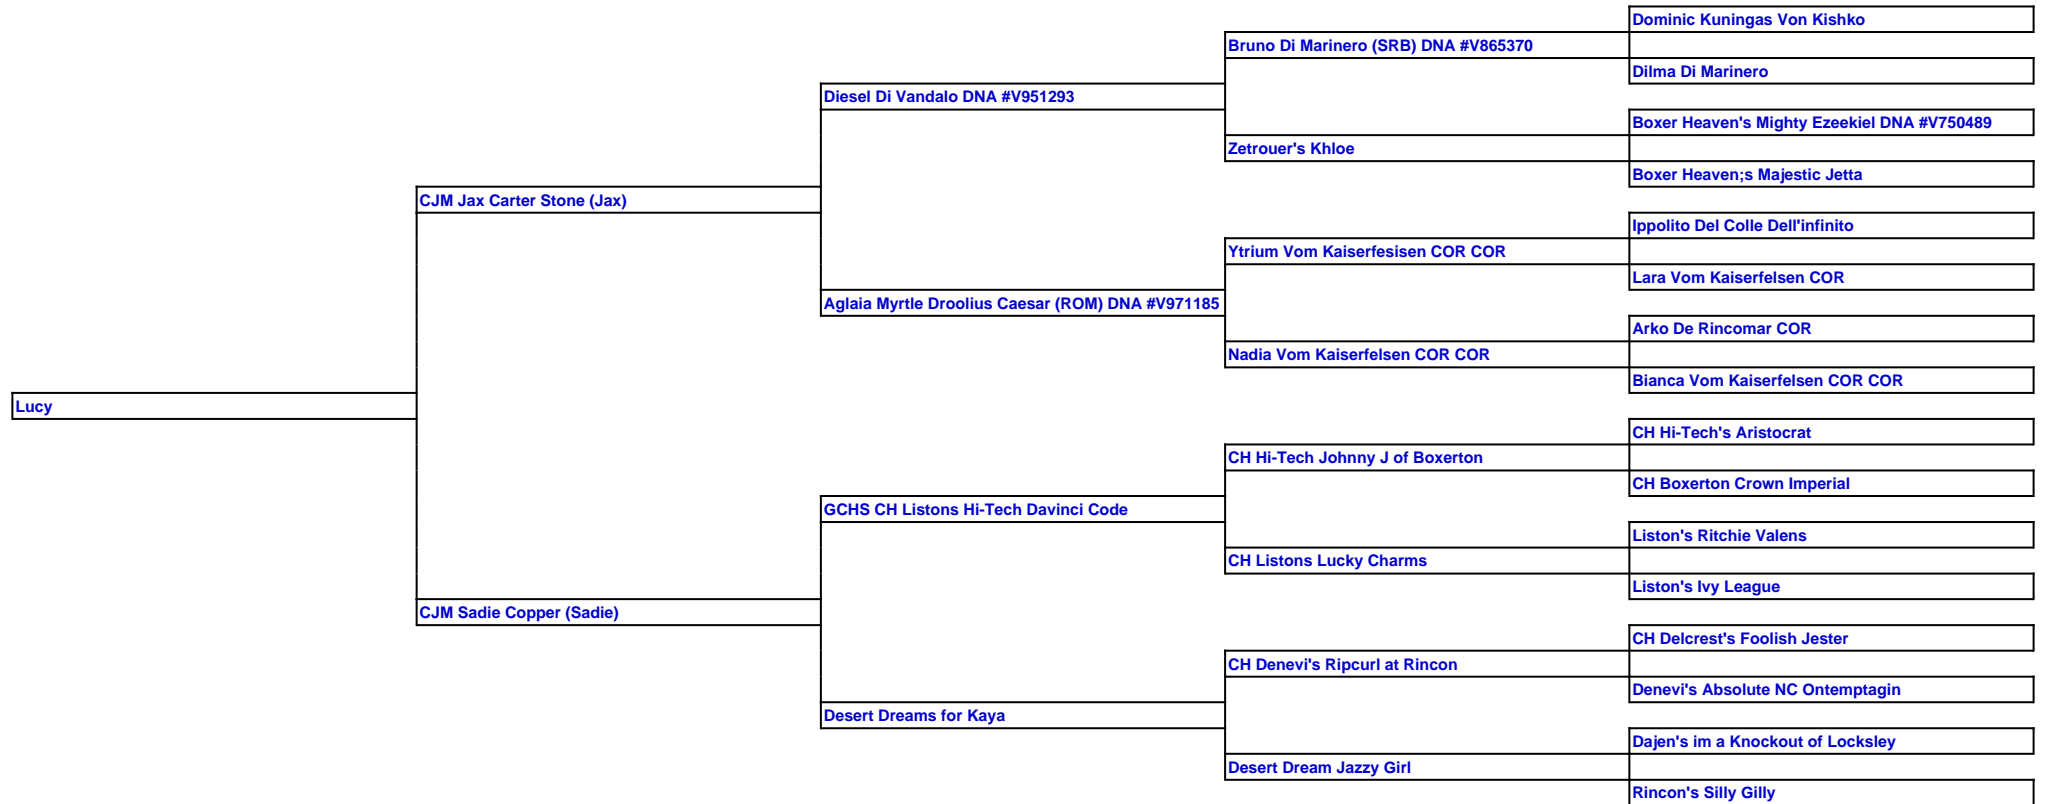 Dominic Kuningas Von Kishko
Bruno Di Marinero (SRB) DNA #V865370
Dilma Di Marinero
Diesel Di Vandalo DNA #V951293
Boxer Heaven's Mighty Ezeekiel DNA #V750489
Zetrouer's Khloe
Boxer Heaven;s Majestic Jetta
CJM Jax Carter Stone (Jax)
Ippolito Del Colle Dell'infinito
Ytrium Vom Kaiserfesisen COR COR
Lara Vom Kaiserfelsen COR
Aglaia Myrtle Droolius Caesar (ROM) DNA #V971185
Arko De Rincomar COR
Nadia Vom Kaiserfelsen COR COR
Bianca Vom Kaiserfelsen COR COR
Lucy
CH Hi-Tech's Aristocrat
CH Hi-Tech Johnny J of Boxerton
CH Boxerton Crown Imperial
GCHS CH Listons Hi-Tech Davinci Code
Liston's Ritchie Valens
CH Listons Lucky Charms
Liston's Ivy League
CJM Sadie Copper (Sadie)
CH Delcrest's Foolish Jester
CH Denevi's Ripcurl at Rincon
Denevi's Absolute NC Ontemptagin
Desert Dreams for Kaya
Dajen's im a Knockout of Locksley
Desert Dream Jazzy Girl
Rincon's Silly Gilly